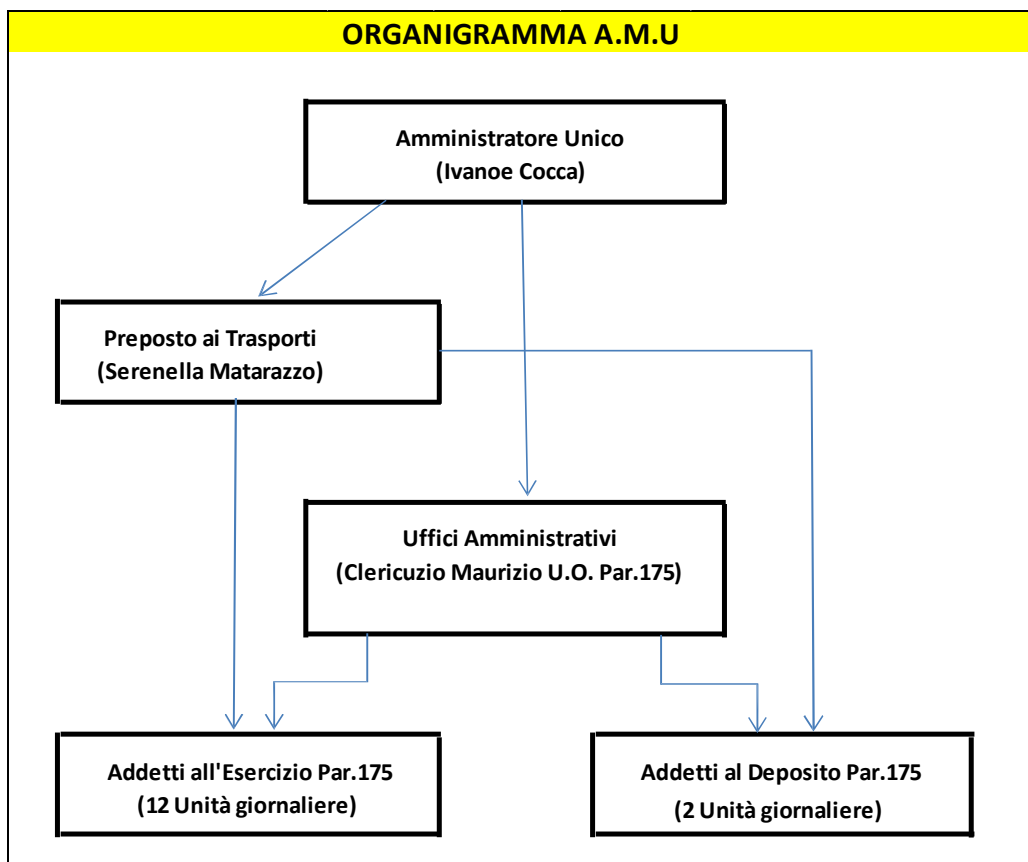 ORGANIGRAMMA A.M.U
Amministratore Unico
(Ivanoe Cocca)
Preposto ai Trasporti
(Serenella Matarazzo)
Uffici Amministrativi
(Clericuzio Maurizio U.O. Par.175)
Addetti all'Esercizio Par.175
(12 Unità giornaliere)
Addetti al Deposito Par.175
(2 Unità giornaliere)